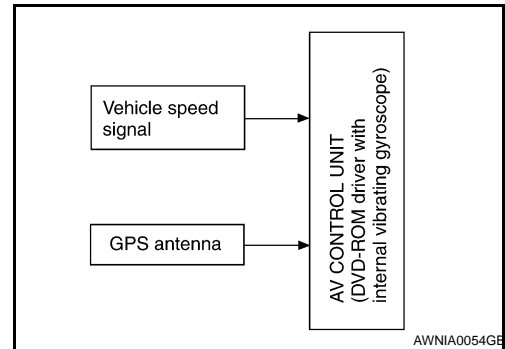 Vehicle speed
signal
GPS antenna
AV CONTROL UNIT
(DVD-ROM driver with
internal vibrating gyroscope)
AWNIA0054GB